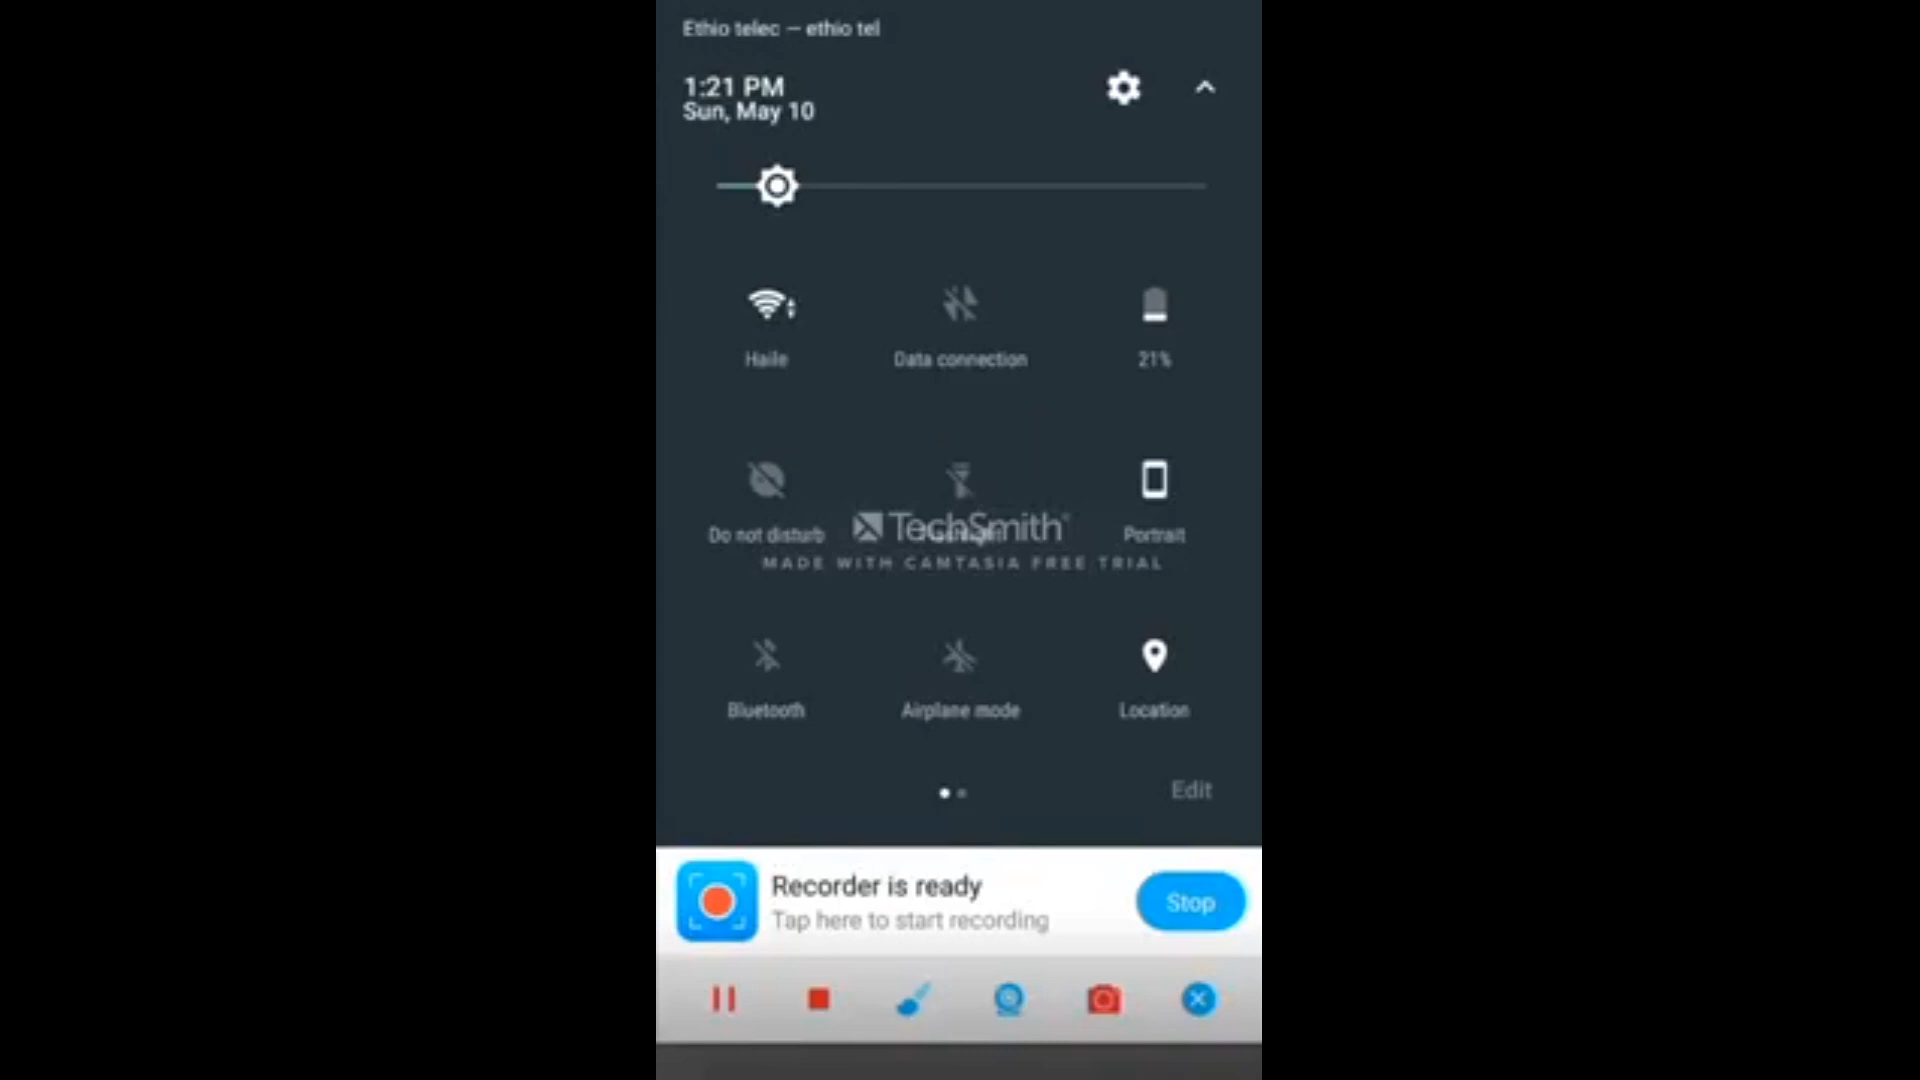 Ethio telec — ethio tel
1:21 PM
Sun, May 10
Haile
Data connection
21%
Do not disturb
Portrait
TechSmith
MADE WITH CAMTASIA FREE TRIAL
Bluetooth
Airplane mode
Location
Edit
Recorder is ready
Tap here to start recording
Stop